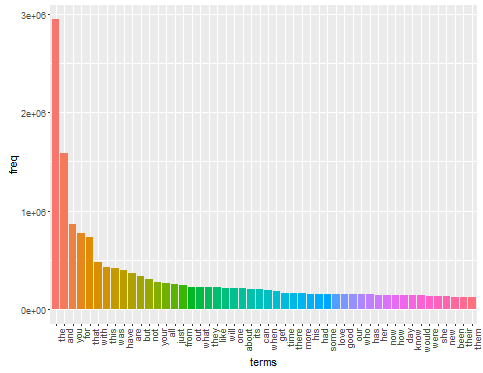 3e+06
2e+06
1e+06
0e+00
freq
the
and
you
for
that
with
this
was
have
are
but
not
your
all
just
from
out
what
they
like
will
one
about
its
can
when
get
time
there
more
his
had
some
love
good
our
who
has
her
now
how
day
know
would
were
she
new
been
their
them
terms